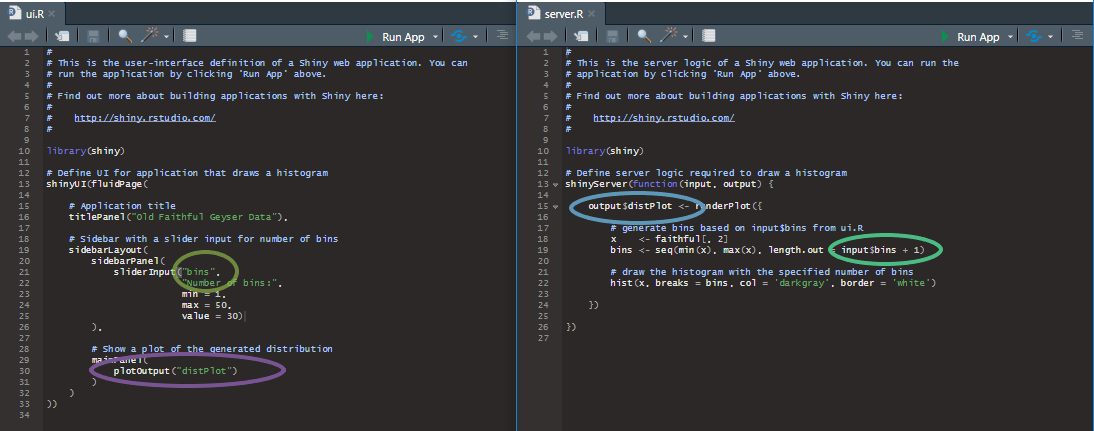 ui.R
Run App
1 #
2 # This is the user-interface definition of a Shiny web application. You can
3 # run the application by clicking 'Run App' above.
4 #
5 # Find out more about building applications with Shiny here:
6 #
7 #    http://shiny.rstudio.com/
8 #
9
10 library(shiny)
11
12 # Define UI for application that draws a histogram
13 shinyUI(fluidPage(
14
15    # Application title
16    titlePanel("Old Faithful Geyser Data"),
17
18    # Sidebar with a slider input for number of bins
19    sidebarLayout(
20        sidebarPanel(
21            sliderInput("bins",
22                        "Number of bins:",
23                        min = 1,
24                        max = 50,
25                        value = 30)
26        ),
27
28        # Show a plot of the generated distribution
29        mainPanel(
30            plotOutput("distPlot")
31        )
32    )
33 ))
34
server.R
Run App
1 #
2 # This is the server logic of a Shiny web application. You can run the
3 # application by clicking 'Run App' above.
4 #
5 # Find out more about building applications with Shiny here:
6 #
7 #    http://shiny.rstudio.com/
8 #
9
10 library(shiny)
11
12 # Define server logic required to draw a histogram
13 shinyServer(function(input, output) {
14
15    output$distPlot <- renderPlot({
16
17        # generate bins based on input$bins from ui.R
18        x    <- faithful[, 2]
19        bins <- seq(min(x), max(x), length.out = input$bins + 1)
20
21        # draw the histogram with the specified number of bins
22        hist(x, breaks = bins, col = 'darkgray', border = 'white')
23
24    })
25
26 })
27